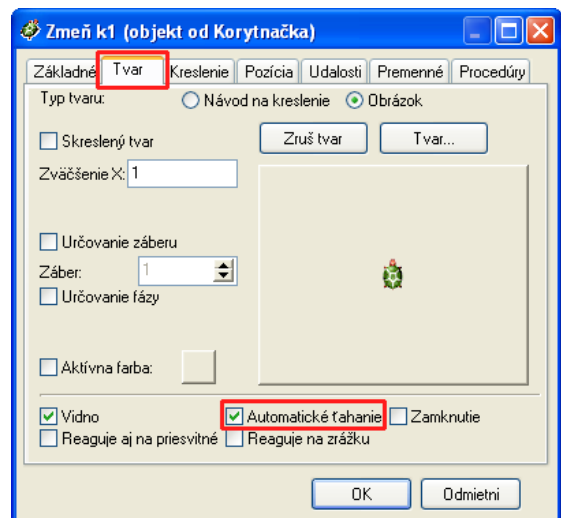 Zmeň k1 (objekt od Korytnačka)
Základné Tvar Kreslenie Pozícia Udalosti Premenné Procedúry
Typ tvaru: Návod na kreslenie Obrázok
Skreslený tvar Zruš tvar Tvar...
Zväčšenie X: 1
Určovanie záberu
Záber: 1
Určovanie fázy
Aktívna farba:
Vidno Automatické ťahanie Zamknutie
Reaguje aj na priesvitné Reaguje na zrážku
OK Odmietni